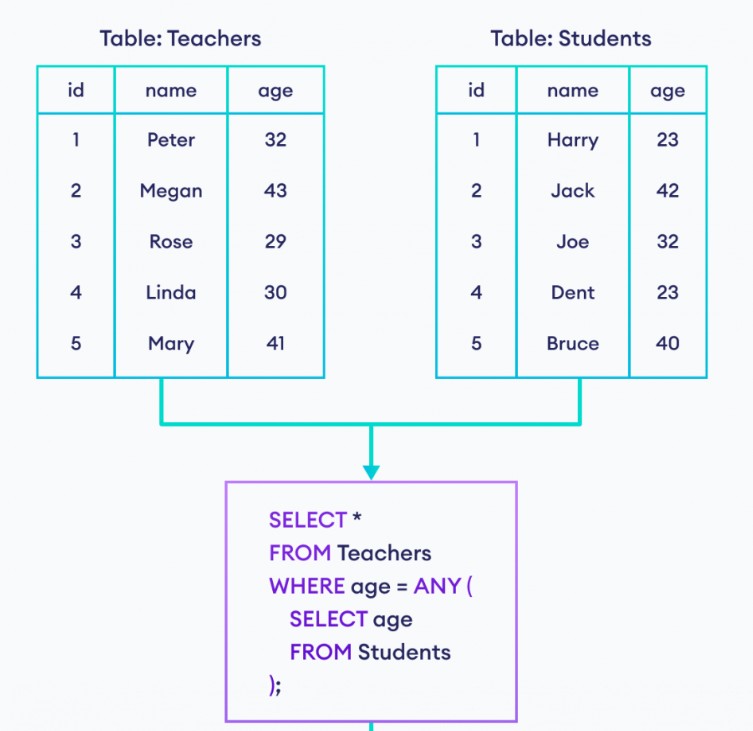 Table: Teachers
id name age
1 Peter 32
2 Megan 43
3 Rose 29
4 Linda 30
5 Mary 41
Table: Students
id name age
1 Harry 23
2 Jack 42
3 Joe 32
4 Dent 23
5 Bruce 40
SELECT *
FROM Teachers
WHERE age = ANY (
SELECT age
FROM Students
);